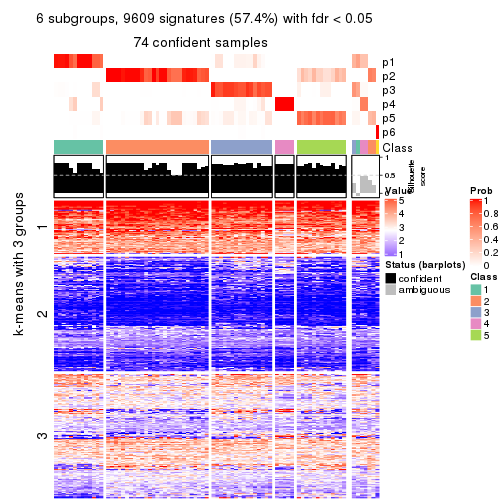 6 subgroups, 9609 signatures (57.4%) with fdr < 0.05
74 confident samples
p1
p2
p3
p4
p5
p6
Class
1
0.5
0
Silhouette
score
k-means with 3 groups
1
2
3
Value
5
4
3
2
1
Status (barplots)
confident
ambiguous
Prob
1
0.8
0.6
0.4
0.2
0
Class
1
2
3
4
5